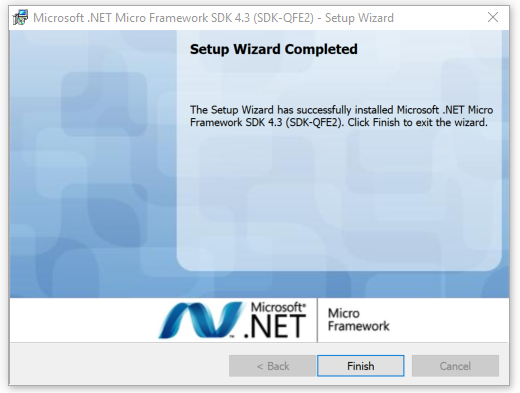 Microsoft .NET Micro Framework SDK 4.3 (SDK-QFE2) - Setup Wizard
Setup Wizard Completed
The Setup Wizard has successfully installed Microsoft .NET Micro
Framework SDK 4.3 (SDK-QFE2). Click Finish to exit the wizard.
Microsoft®
.NET
Micro
Framework
< Back
Finish
Cancel